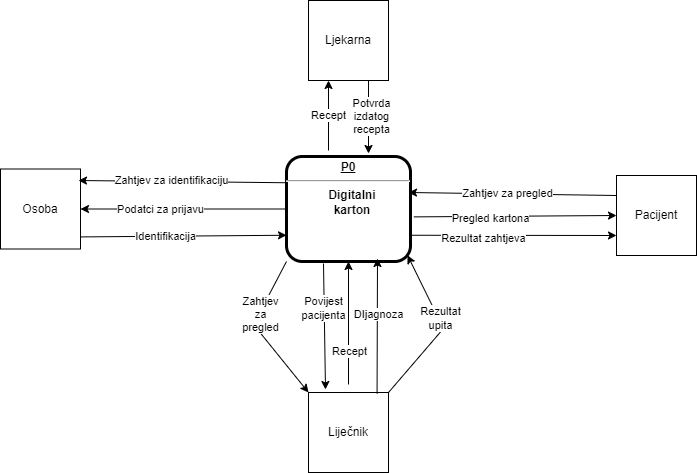 Ljekarna
Recept
Potvrda
izdatog
recepta
P0
Digitalni
karton
Zahtjev za identifikaciju
Podatci za prijavu
Identifikacija
Osoba
Zahtjev za pregled
Pregled kartona
Rezultat zahtjeva
Pacijent
Zahtjev
za
pregled
Povijest
pacijenta
Recept
DIjagnoza
Rezultat
upita
Liječnik